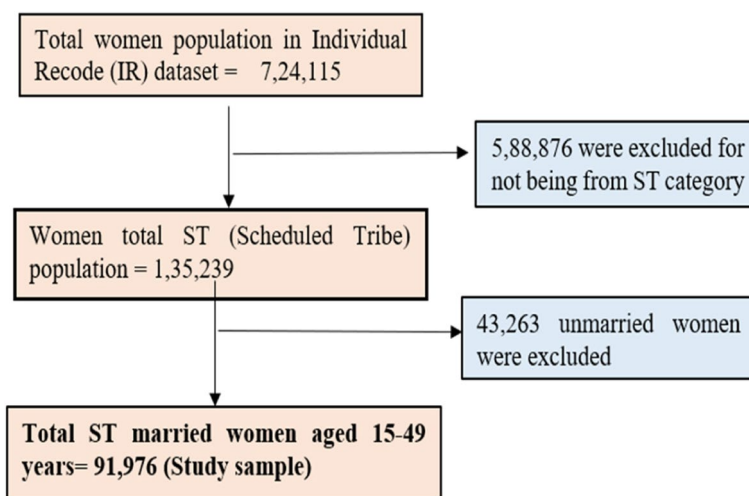 Total women population in Individual
Recode (IR) dataset = 7,24,115
5,88,876 were excluded for
not being from ST category
Women total ST (Scheduled Tribe)
population = 1,35,239
43,263 unmarried women
were excluded
Total ST married women aged 15-49
years= 91,976 (Study sample)